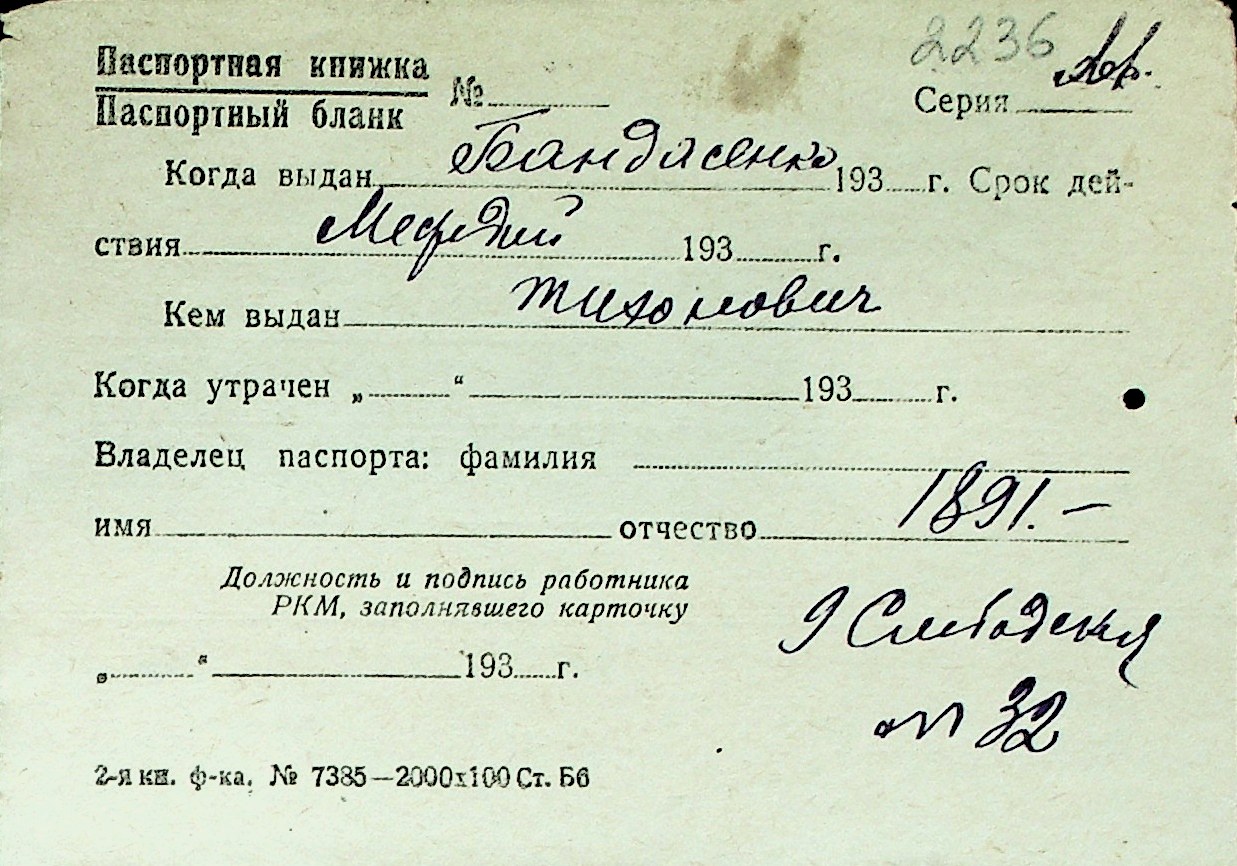 2236
Паспортная книжка
Паспортный бланк
№ Серия
Когда выдан Бандысенко 193 г. Срок дей-
ствия Мефодий 193 г.
Кем выдан Тихонович
Когда утрачен „ “ 193 г.
Владелец паспорта: фамилия
имя отчество 1891. –
Должность и подпись работника
РКМ, заполнявшего карточку
9 Слободская
„ “ 193 г.
№ 32
2-я кн. ф-ка. № 7385—2000х100 Ст. Б6